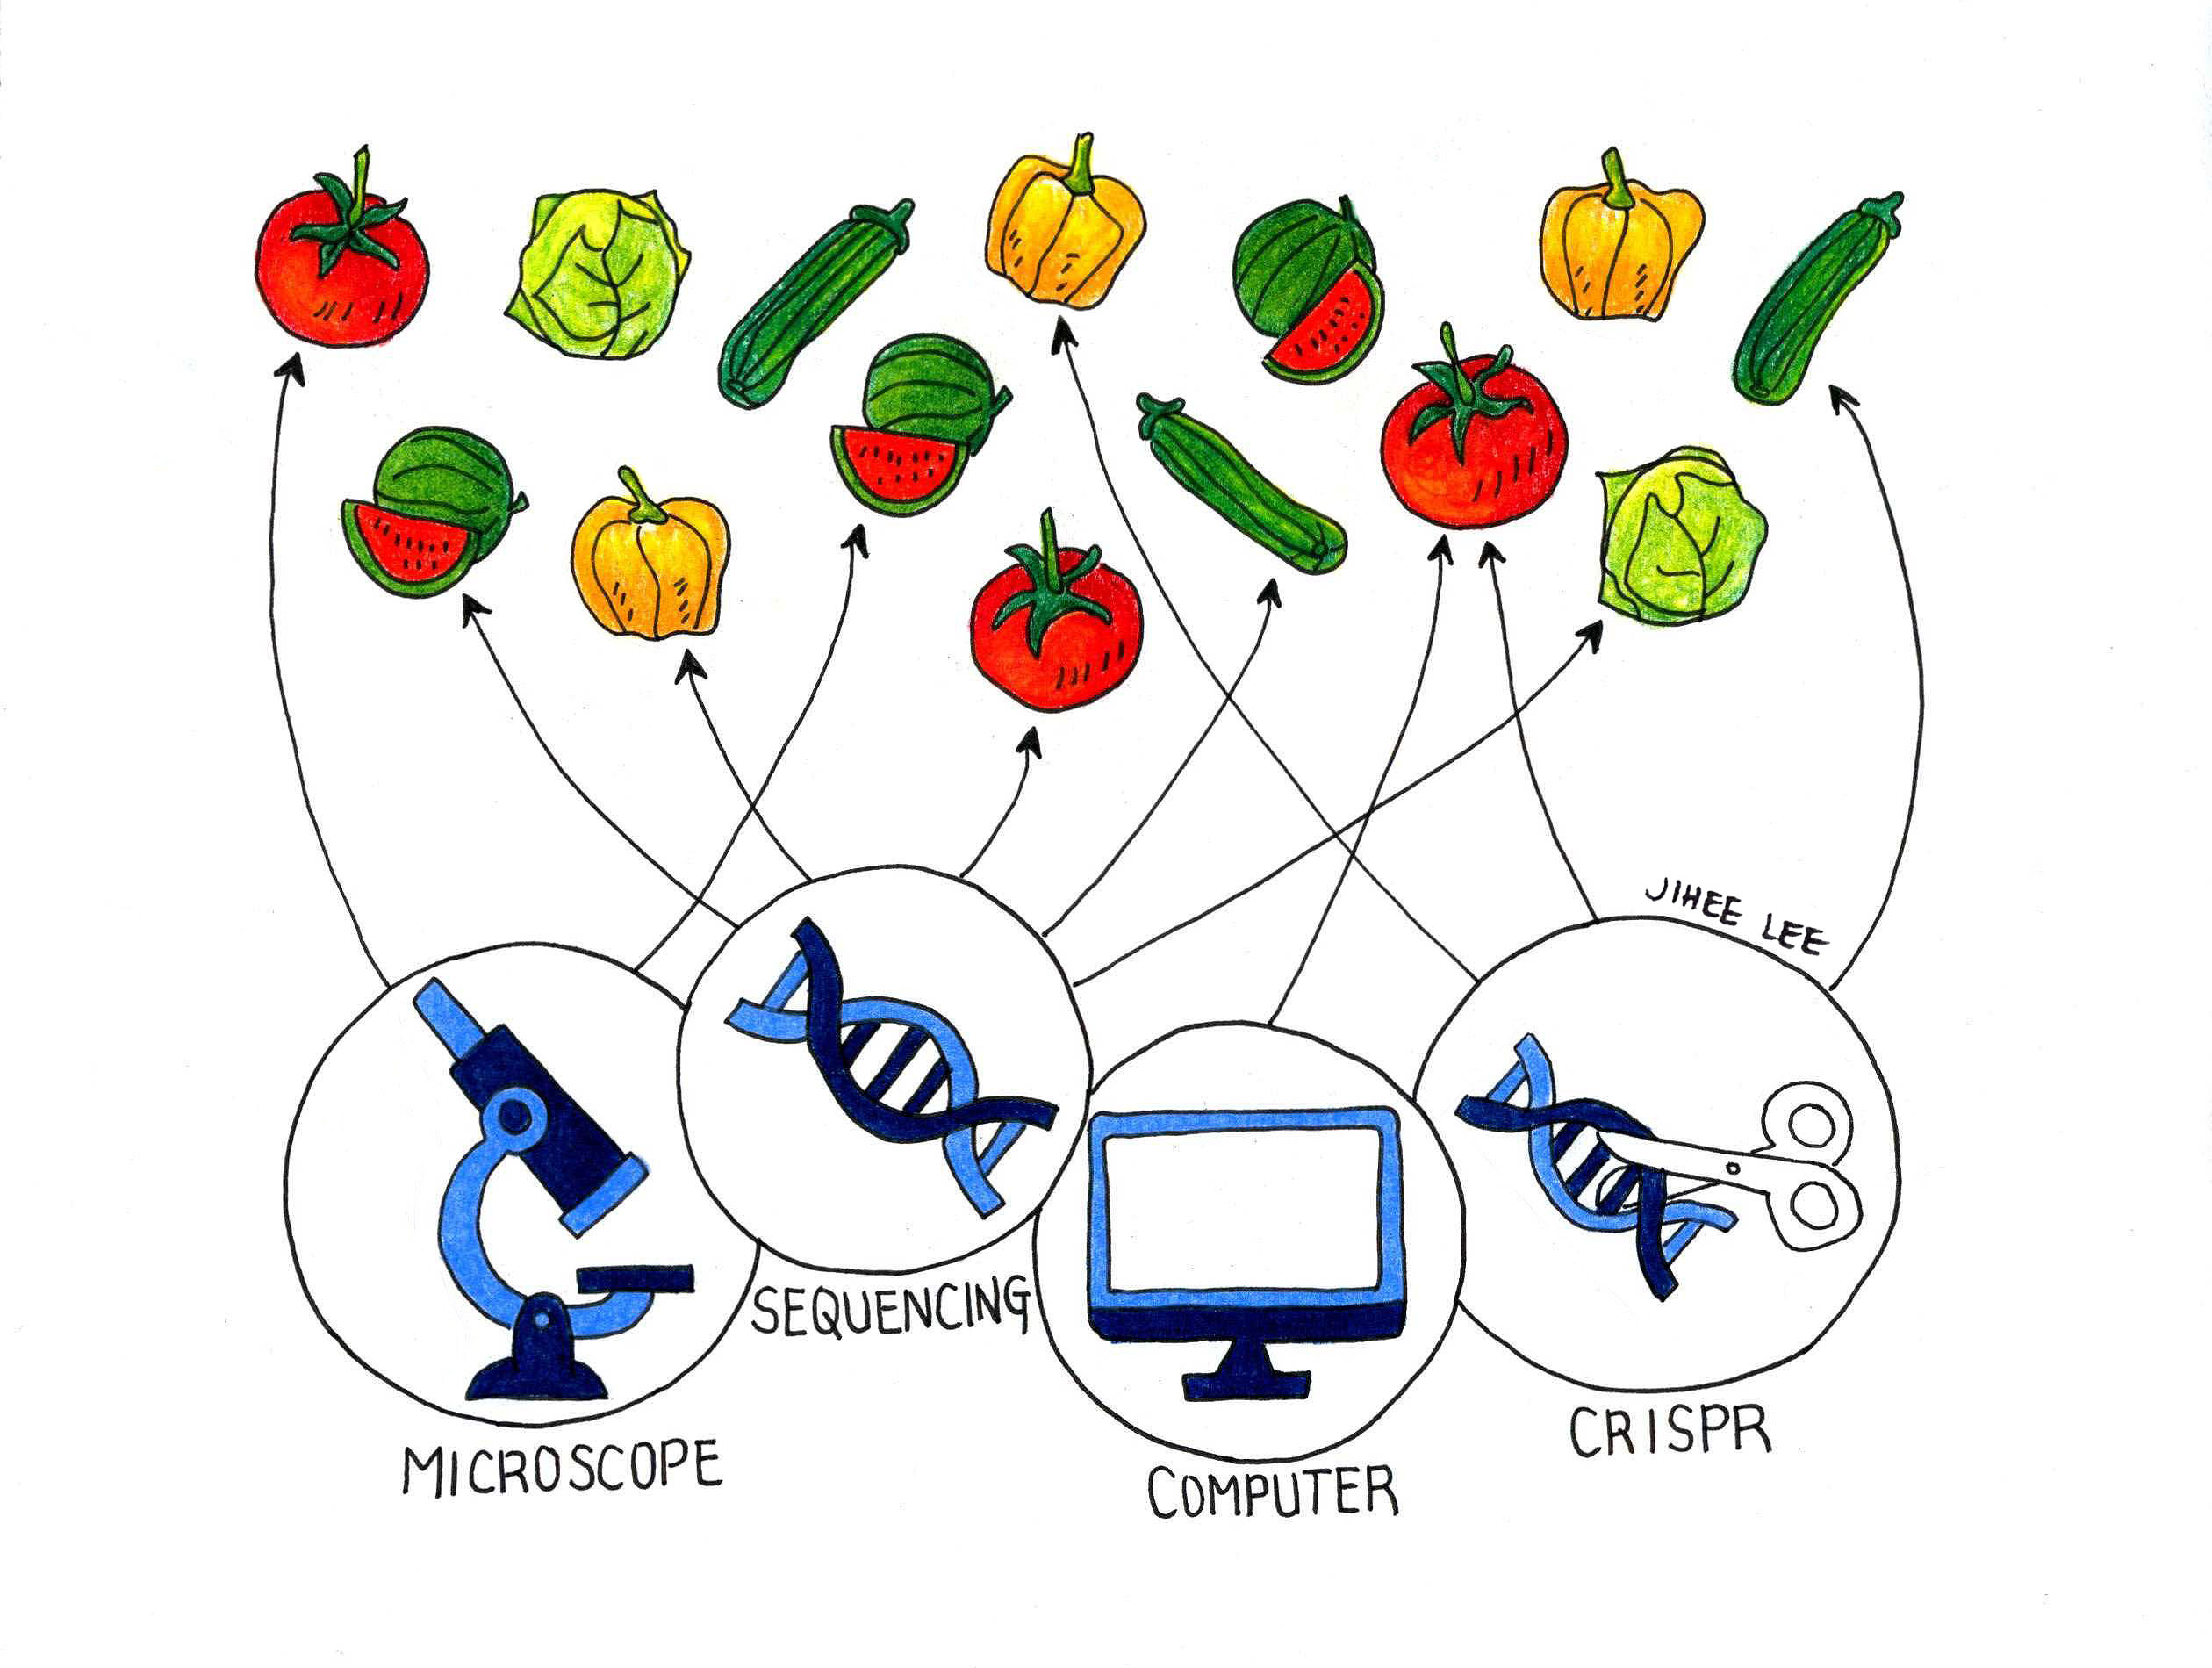 JIHEE LEE
SEQUENCING
CRISPR
MICROSCOPE
COMPUTER